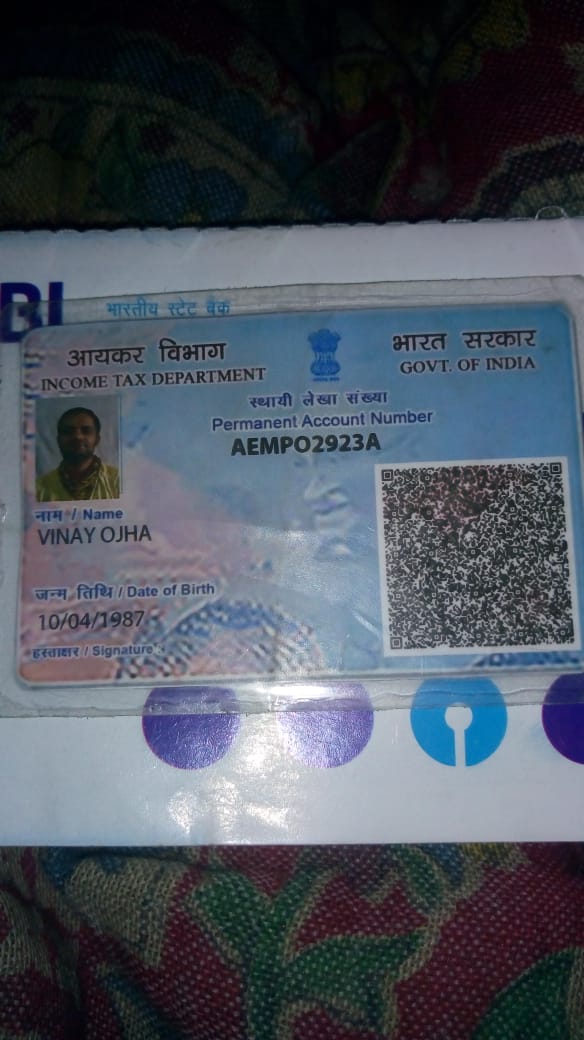 BI
भारतीय स्टेट बैंक
आयकर विभाग
INCOME TAX DEPARTMENT
भारत सरकार
GOVT. OF INDIA
स्थायी लेखा संख्या
Permanent Account Number
AEMPO2923A
नाम / Name
VINAY OJHA
जन्म तिथि / Date of Birth
10/04/1987
हस्ताक्षर / Signature :